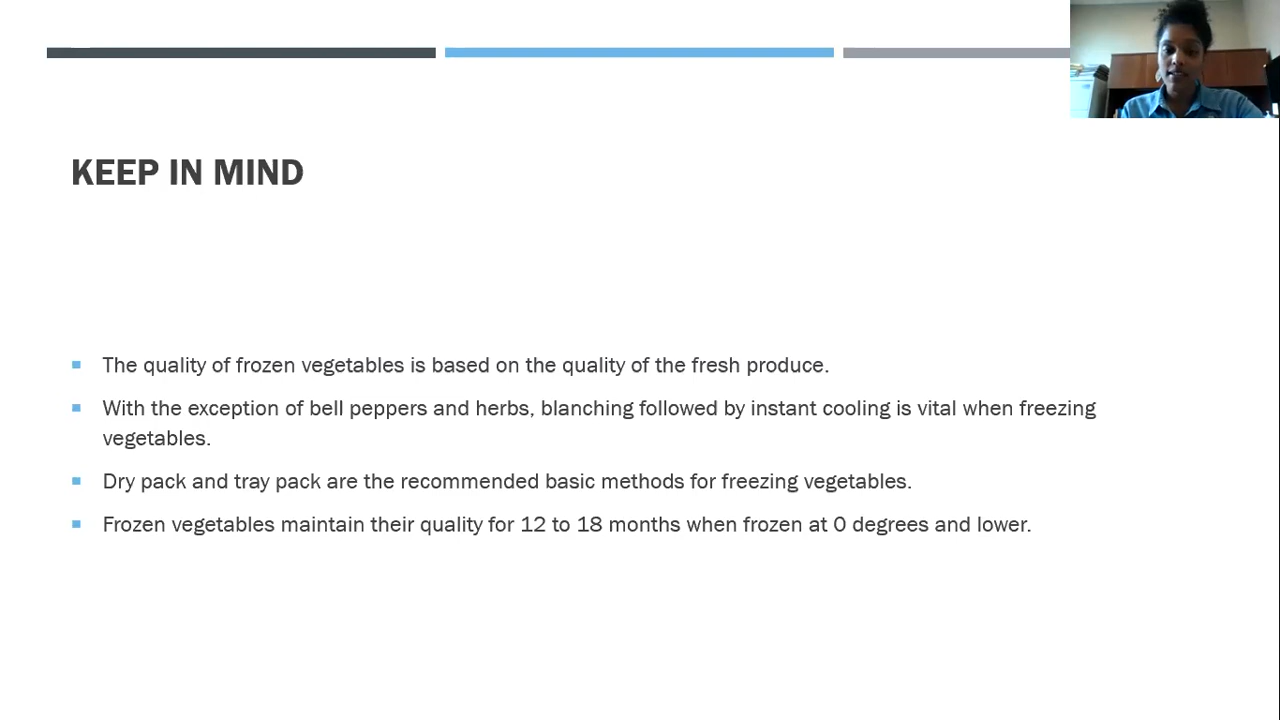 KEEP IN MIND
The quality of frozen vegetables is based on the quality of the fresh produce.
With the exception of bell peppers and herbs, blanching followed by instant cooling is vital when freezing
vegetables.
Dry pack and tray pack are the recommended basic methods for freezing vegetables.
Frozen vegetables maintain their quality for 12 to 18 months when frozen at 0 degrees and lower.